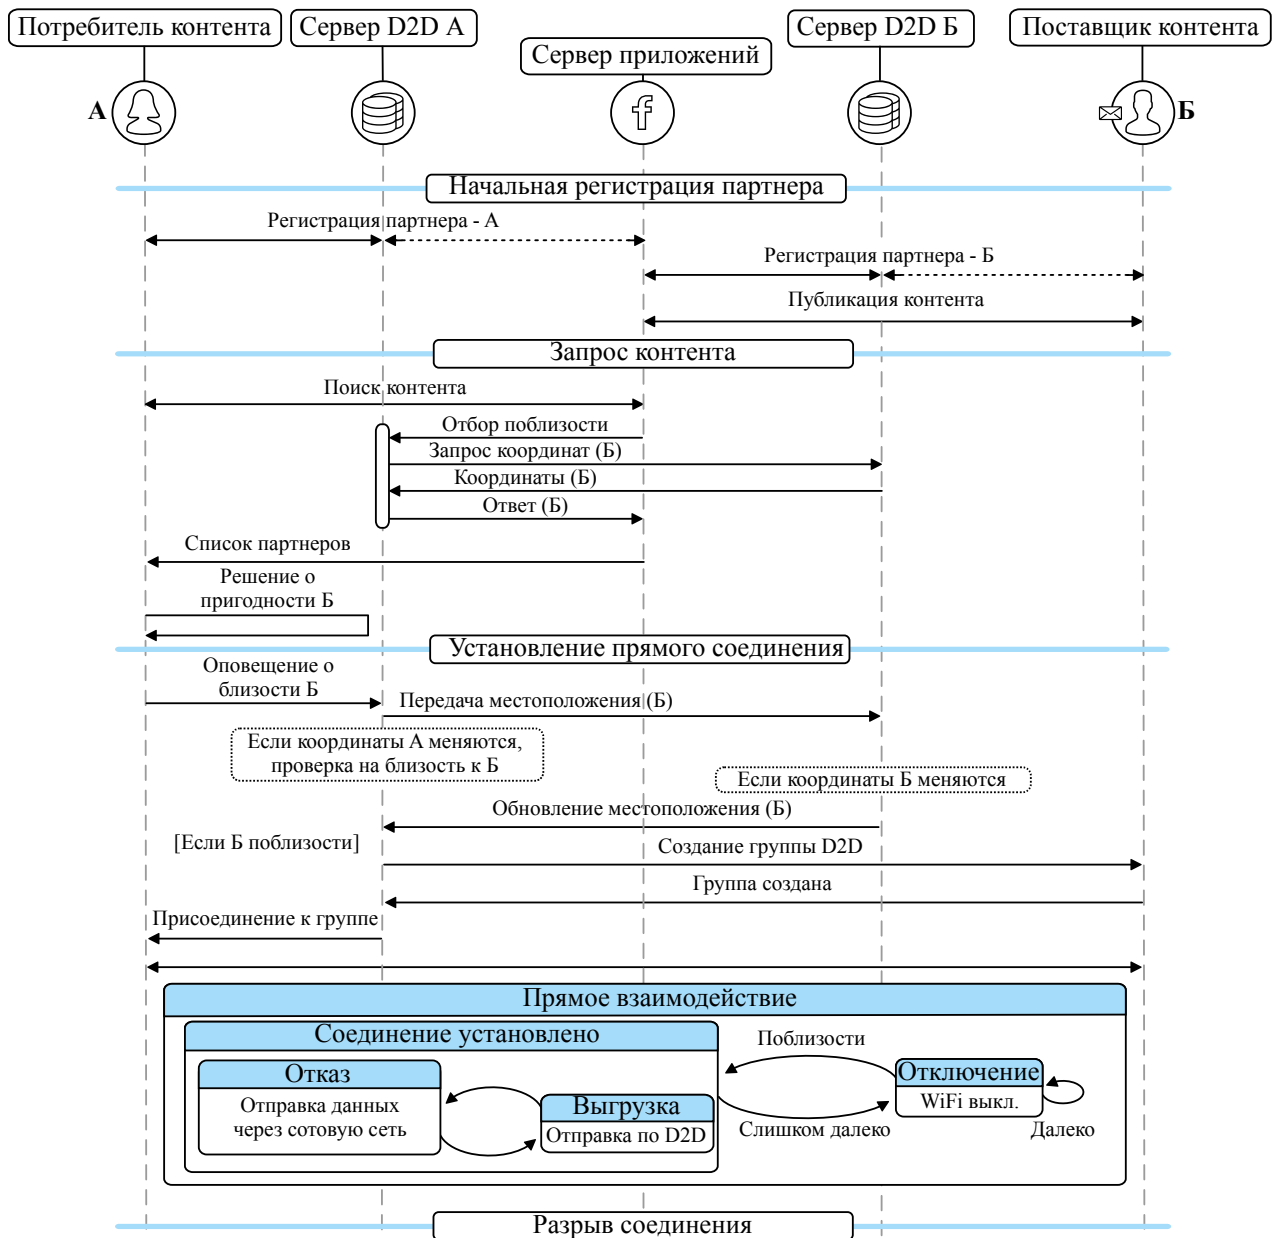 Потребитель контента
Сервер D2D А
Сервер приложений
Сервер D2D Б
Поставщик контента
А
Б
Начальная регистрация партнера
Регистрация партнера - А
Регистрация партнера - Б
Публикация контента
Запрос контента
Поиск контента
Отбор поблизости
Запрос координат (Б)
Координаты (Б)
Ответ (Б)
Список партнеров
Решение о
пригодности Б
Установление прямого соединения
Оповещение о
близости Б
Передача местоположения (Б)
Если координаты А меняются,
проверка на близость к Б
Если координаты Б меняются
Обновление местоположения (Б)
[Если Б поблизости]
Создание группы D2D
Группа создана
Присоединение к группе
Прямое взаимодействие
Соединение установлено
Отказ
Отправка данных
через сотовую сеть
Выгрузка
Отправка по D2D
Поблизости
Слишком далеко
Отключение
WiFi выкл.
Далеко
Разрыв соединения